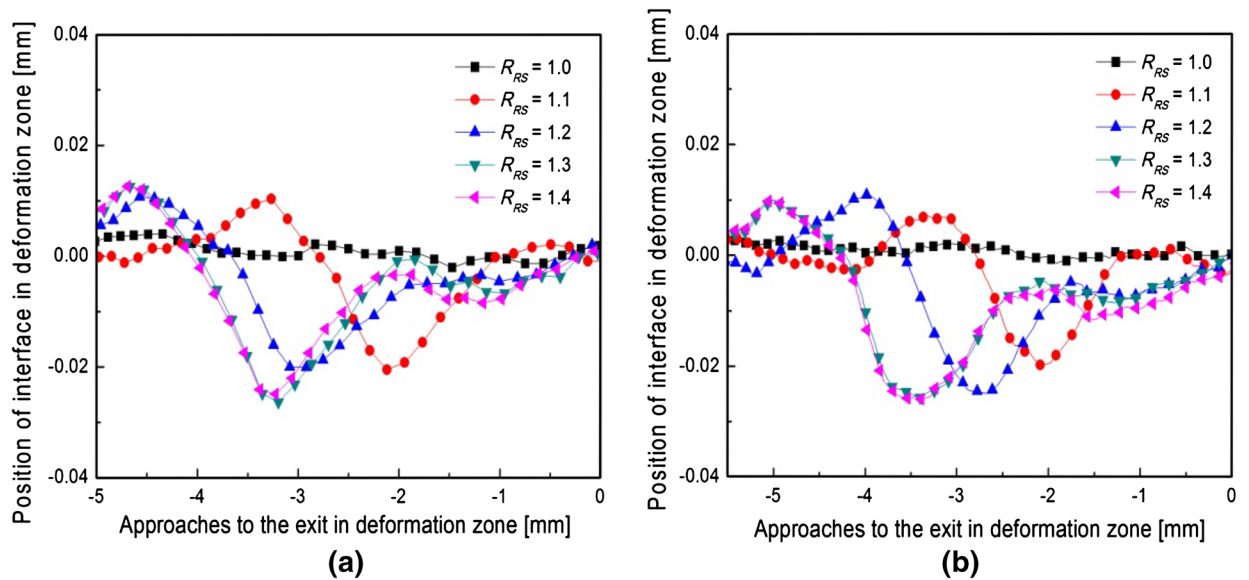 Position of interface in deformation zone [mm]
0.04
0.02
0.00
-0.02
-0.04
R_RS = 1.0
R_RS = 1.1
R_RS = 1.2
R_RS = 1.3
R_RS = 1.4
-5
-4
-3
-2
-1
0
Approaches to the exit in deformation zone [mm]
(a)
Position of interface in deformation zone [mm]
0.04
0.02
0.00
-0.02
-0.04
R_RS = 1.0
R_RS = 1.1
R_RS = 1.2
R_RS = 1.3
R_RS = 1.4
-5
-4
-3
-2
-1
0
Approaches to the exit in deformation zone [mm]
(b)